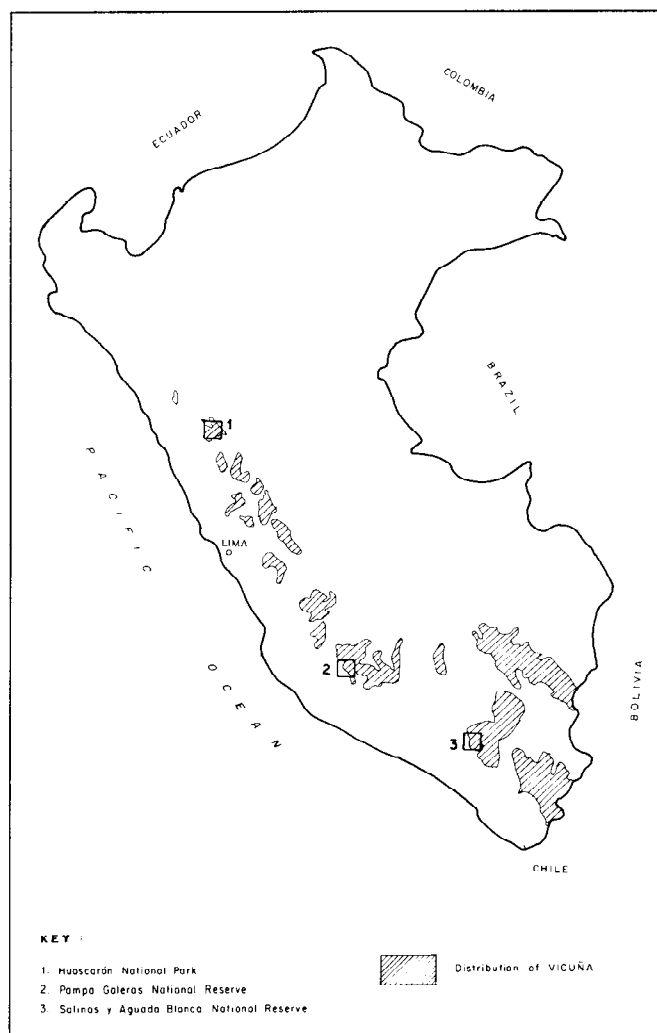 COLOMBIA
ECUADOR
BRAZIL
1
PACIFIC
LIMA
2
OCEAN
BOLIVIA
3
CHILE
KEY :
1. Huascarán National Park
2. Pampa Galeras National Reserve
3. Salinas y Aguada Blanca National Reserve
Distribution of VICUÑA